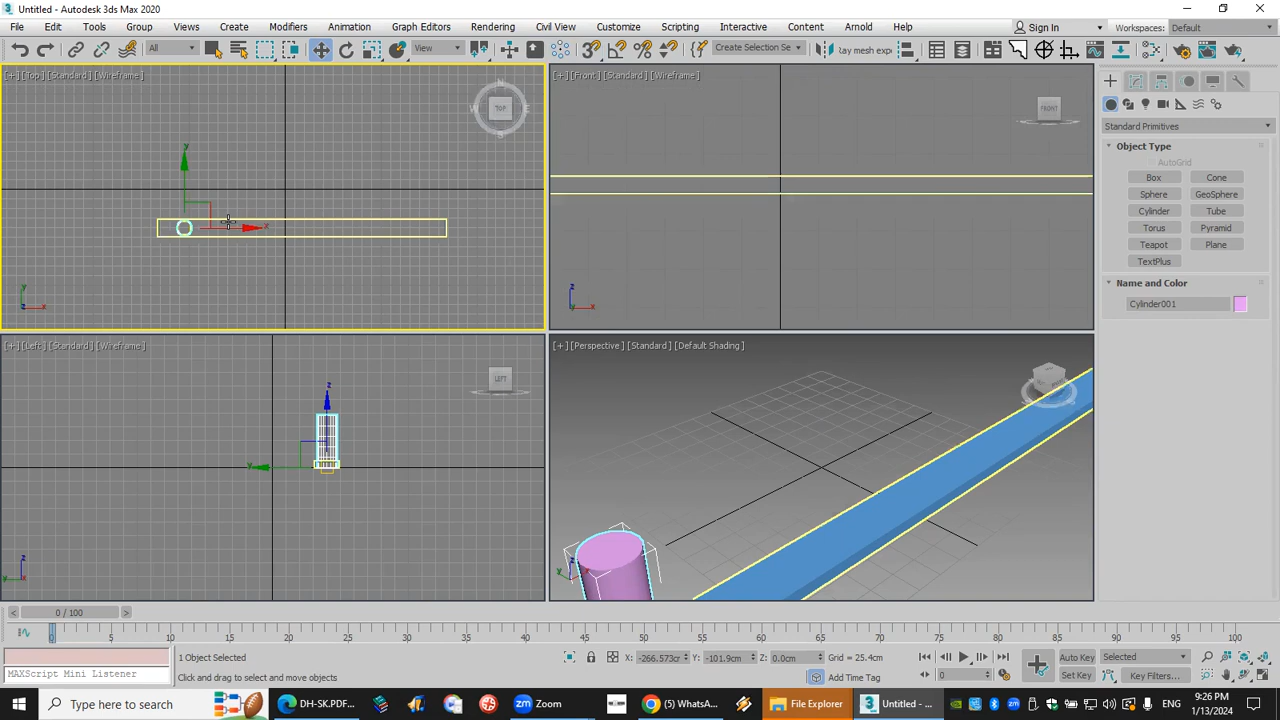 Untitled - Autodesk 3ds Max 2020
File Edit Tools Group Views Create Modifiers Animation Graph Editors Rendering Civil View Customize Scripting Interactive Content Arnold Help Sign In Workspaces: Default
All View Create Selection Se lay mesh exp
[+] [Top] [Standard] [Wireframe]
TOP
N
S
W
y
x
[+] [Front] [Standard] [Wireframe]
FRONT
z
x
Standard Primitives
Object Type
AutoGrid
Box Cone
Sphere GeoSphere
Cylinder Tube
Torus Pyramid
Teapot Plane
TextPlus
Name and Color
Cylinder001
[+] [Left] [Standard] [Wireframe]
LEFT
z
y
[+] [Perspective] [Standard] [Default Shading]
0 / 100
0 5 10 15 20 25 30 35 40 45 50 55 60 65 70 75 80 85 90 95 100
1 Object Selected
X: -266.573cr Y: -101.9cm Z: 0.0cm Grid = 25.4cm
Auto Key Selected
MAXScript Mini Listener
Click and drag to select and move objects
Add Time Tag
0
Set Key Key Filters...
Type here to search
DH-SK.PDF...
Zoom
(5) WhatsA...
File Explorer
Untitled - ...
ENG
9:26 PM
1/13/2024